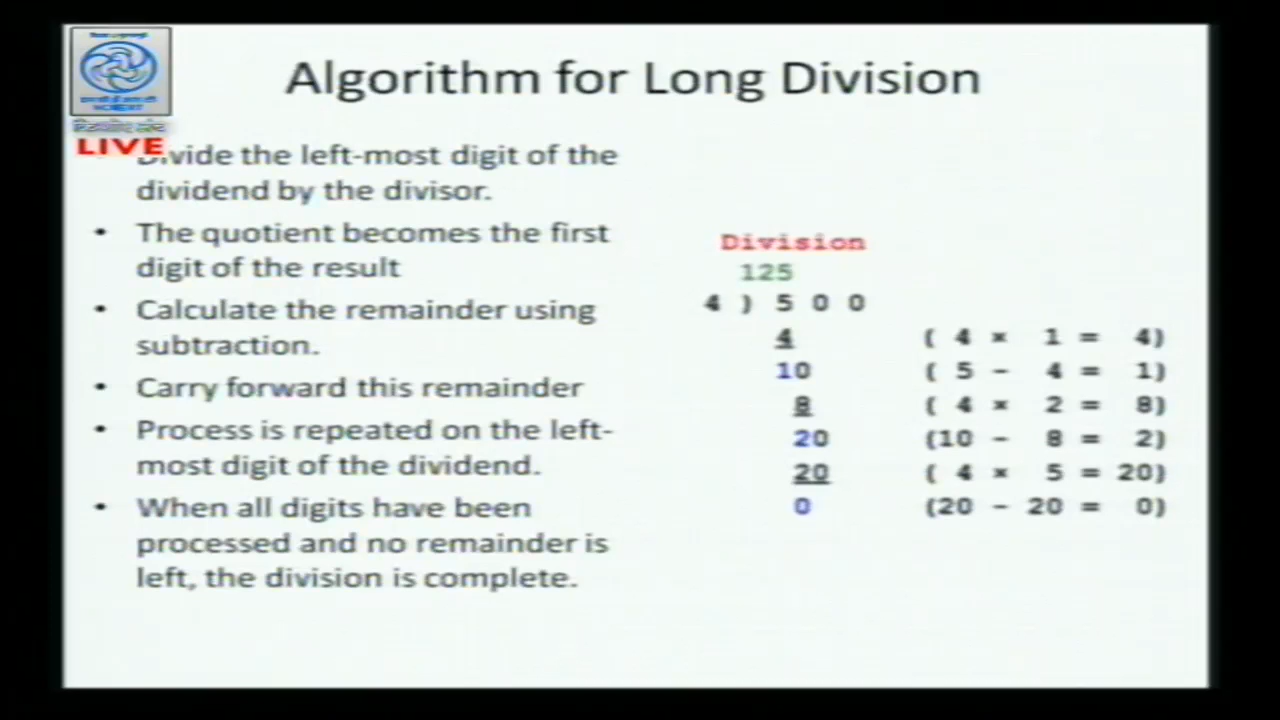 Algorithm for Long Division
LIVE
Divide the left-most digit of the
dividend by the divisor.
• The quotient becomes the first
digit of the result
• Calculate the remainder using
subtraction.
• Carry forward this remainder
• Process is repeated on the left-
most digit of the dividend.
• When all digits have been
processed and no remainder is
left, the division is complete.
Division
125
4 ) 5 0 0
4 ( 4 × 1 = 4)
10 ( 5 - 4 = 1)
8 ( 4 × 2 = 8)
20 (10 - 8 = 2)
20 ( 4 × 5 = 20)
0 (20 - 20 = 0)